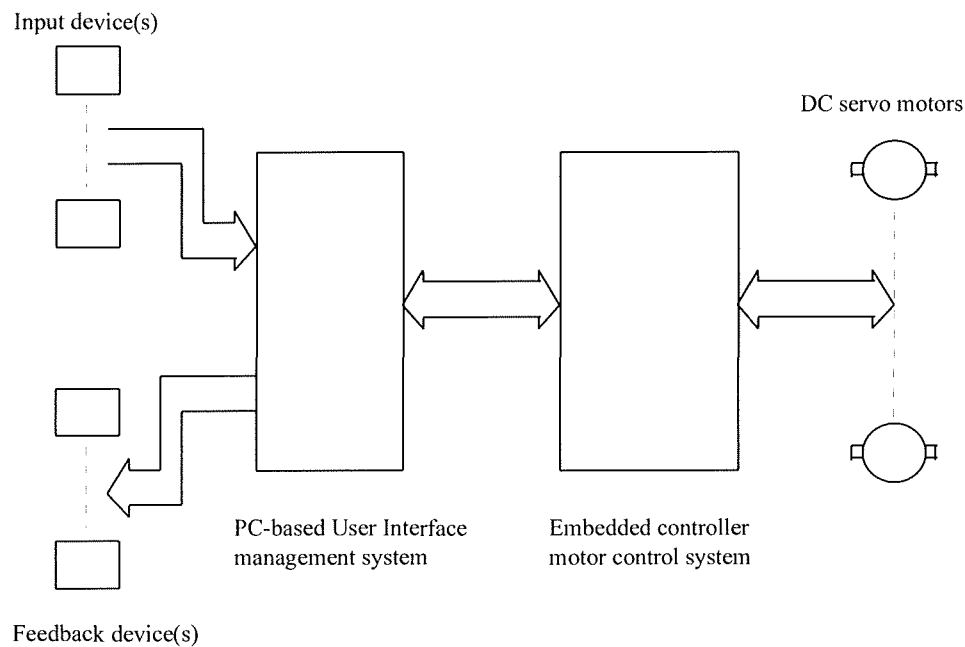 Input device(s)
DC servo motors
PC-based User Interface
management system
Embedded controller
motor control system
Feedback device(s)